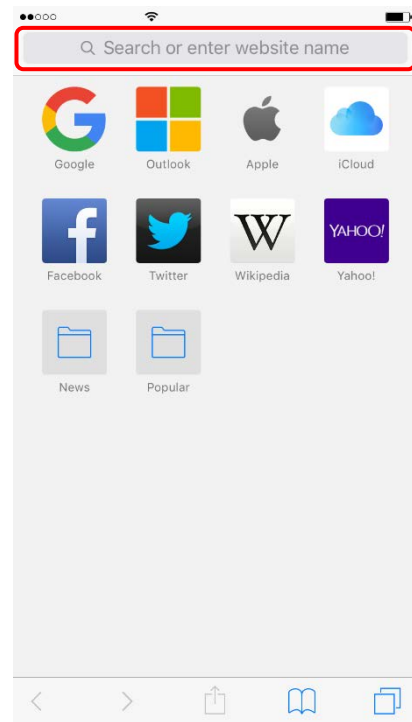 Search or enter website name
Google Outlook Apple iCloud
W YAHOO!
Facebook Twitter Wikipedia Yahoo!
News Popular